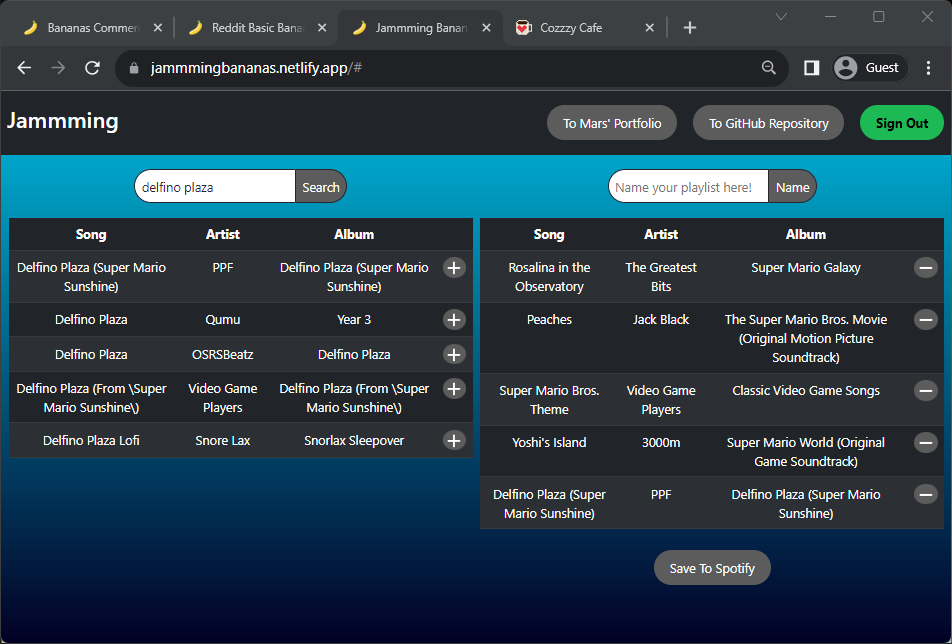 Bananas Commer
Reddit Basic Bana
Jammming Banan
Cozzzy Cafe
jammmingbananas.netlify.app/#
Guest
Jammming
To Mars' Portfolio
To GitHub Repository
Sign Out
delfino plaza
Search
Name your playlist here!
Name
Song Artist Album
Delfino Plaza (Super Mario
Sunshine)
PPF
Delfino Plaza (Super Mario
Sunshine)
Delfino Plaza Qumu Year 3
Delfino Plaza OSRSBeatz Delfino Plaza
Delfino Plaza (From \Super
Mario Sunshine\)
Video Game
Players
Delfino Plaza (From \Super
Mario Sunshine\)
Delfino Plaza Lofi Snore Lax Snorlax Sleepover
Song Artist Album
Rosalina in the
Observatory
The Greatest
Bits
Super Mario Galaxy
Peaches
Jack Black
The Super Mario Bros. Movie
(Original Motion Picture
Soundtrack)
Super Mario Bros.
Theme
Video Game
Players
Classic Video Game Songs
Yoshi's Island
3000m
Super Mario World (Original
Game Soundtrack)
Delfino Plaza (Super
Mario Sunshine)
PPF
Delfino Plaza (Super Mario
Sunshine)
Save To Spotify